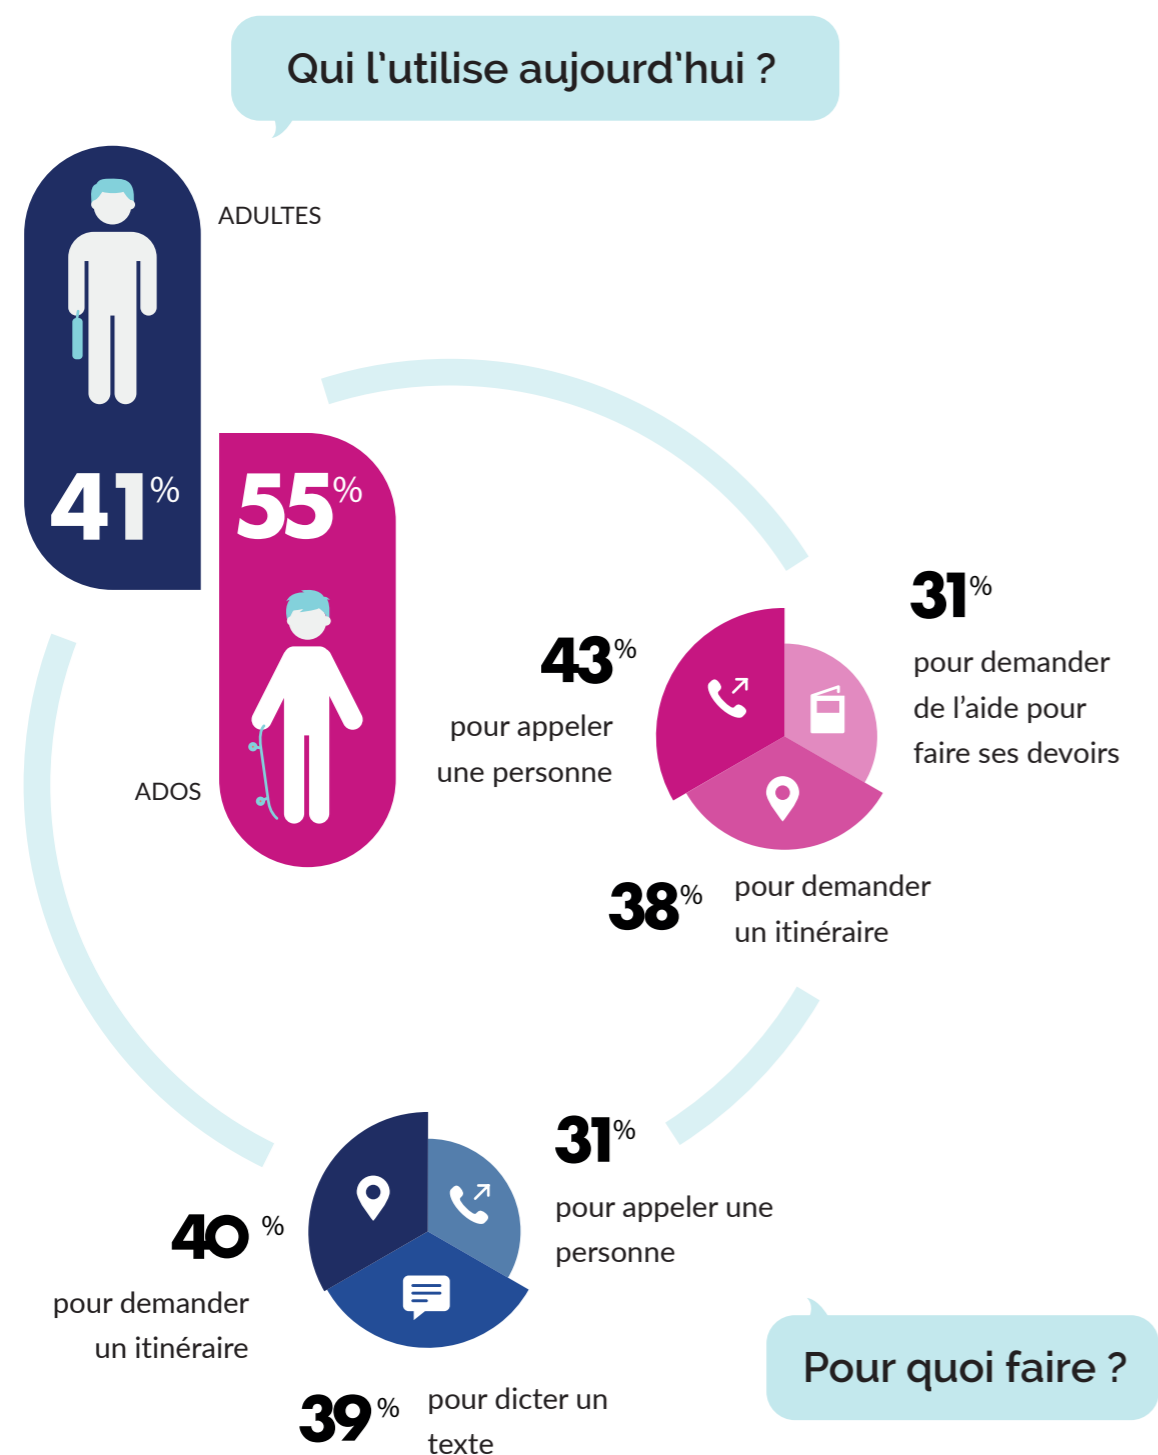 Qui l'utilise aujourd'hui ?
ADULTES
41%
55%
ADOS
43%
pour appeler
une personne
31%
pour demander
de l'aide pour
faire ses devoirs
38%
pour demander
un itinéraire
31%
pour appeler une
personne
40 %
pour demander
un itinéraire
39%
pour dicter un
texte
Pour quoi faire ?